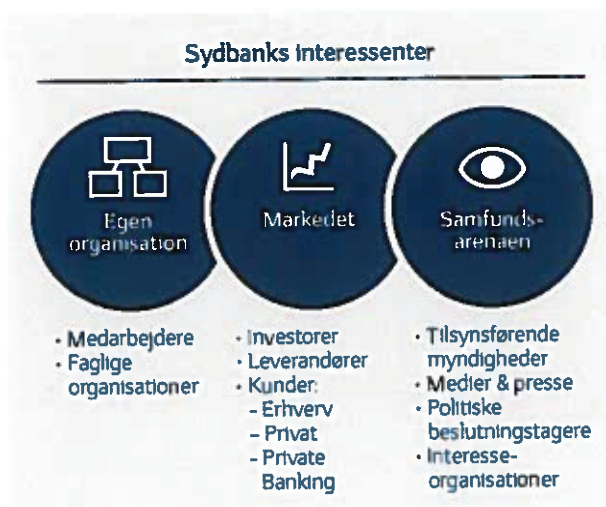 Sydbanks interessenter
Egen
organisation
Markedet
Samfunds-
arenaen
· Medarbejdere
· Faglige
organisationer
· Investorer
· Leverandører
· Kunder:
– Erhverv
– Privat
– Private
Banking
· Tilsynsførende
myndigheder
· Medier & presse
· Politiske
beslutningstagere
· Interesse-
organisationer